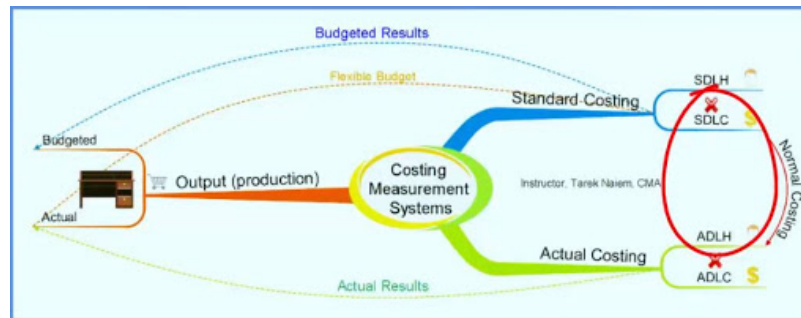 Budgeted Results
Flexible Budget
SDLH
Standard Costing
SDLC
Budgeted
Output (production)
Costing
Measurement
Systems
Instructor, Tarek Naiem, CMA
Normal Costing
Actual
ADLH
Actual Costing
ADLC
Actual Results